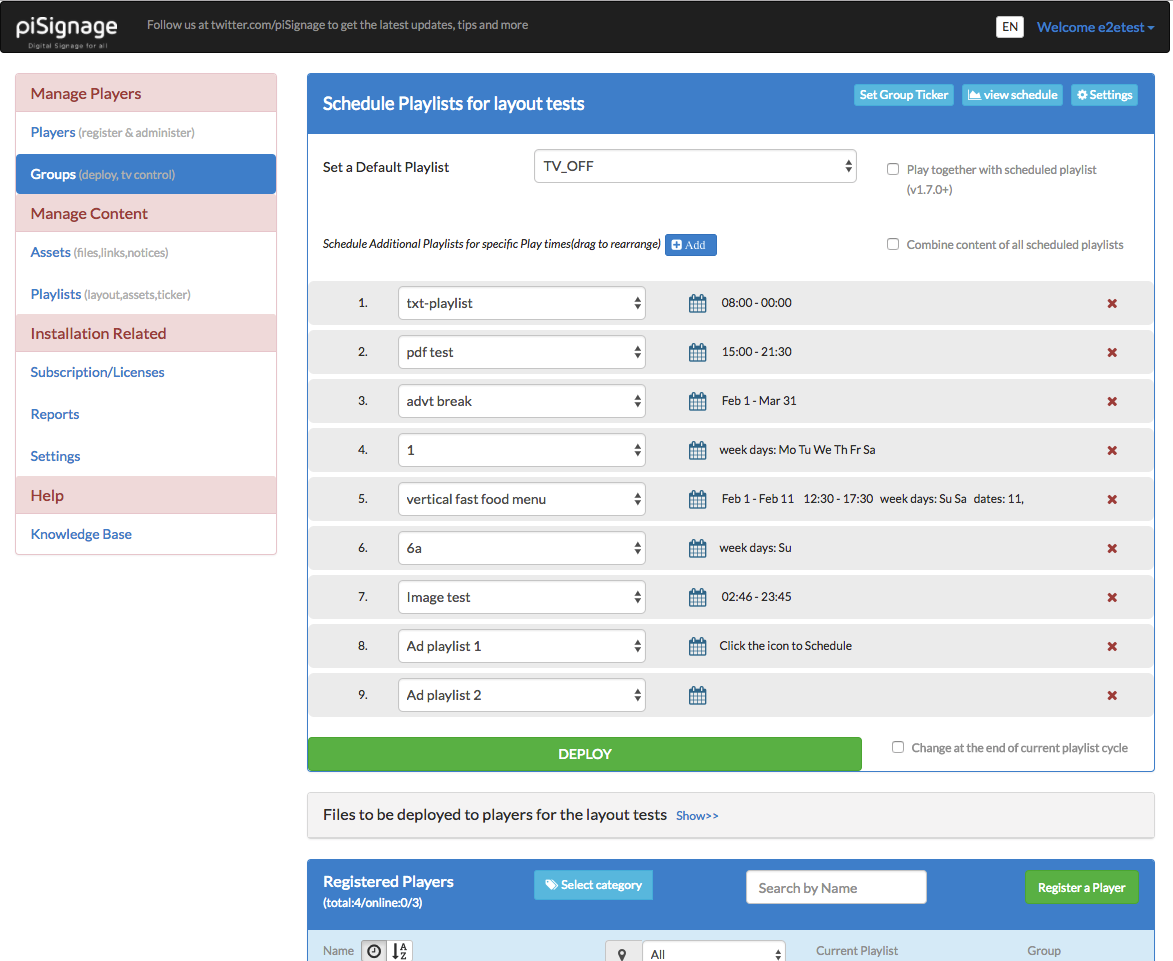 piSignage
Digital Signage for all
Follow us at twitter.com/piSignage to get the latest updates, tips and more
EN
Welcome e2etest
Manage Players
Players (register & administer)
Groups (deploy, tv control)
Manage Content
Assets (files,links,notices)
Playlists (layout,assets,ticker)
Installation Related
Subscription/Licenses
Reports
Settings
Help
Knowledge Base
Schedule Playlists for layout tests
Set Group Ticker
view schedule
Settings
Set a Default Playlist
TV_OFF
Play together with scheduled playlist
(v1.7.0+)
Schedule Additional Playlists for specific Play times(drag to rearrange)
Add
Combine content of all scheduled playlists
1. txt-playlist 08:00 - 00:00
2. pdf test 15:00 - 21:30
3. advt break Feb 1 - Mar 31
4. 1 week days: Mo Tu We Th Fr Sa
5. vertical fast food menu Feb 1 - Feb 11 12:30 - 17:30 week days: Su Sa dates: 11,
6. 6a week days: Su
7. Image test 02:46 - 23:45
8. Ad playlist 1 Click the icon to Schedule
9. Ad playlist 2
DEPLOY
Change at the end of current playlist cycle
Files to be deployed to players for the layout tests Show>>
Registered Players
(total:4/online:0/3)
Select category
Search by Name
Register a Player
Name
A
Z
All
Current Playlist
Group